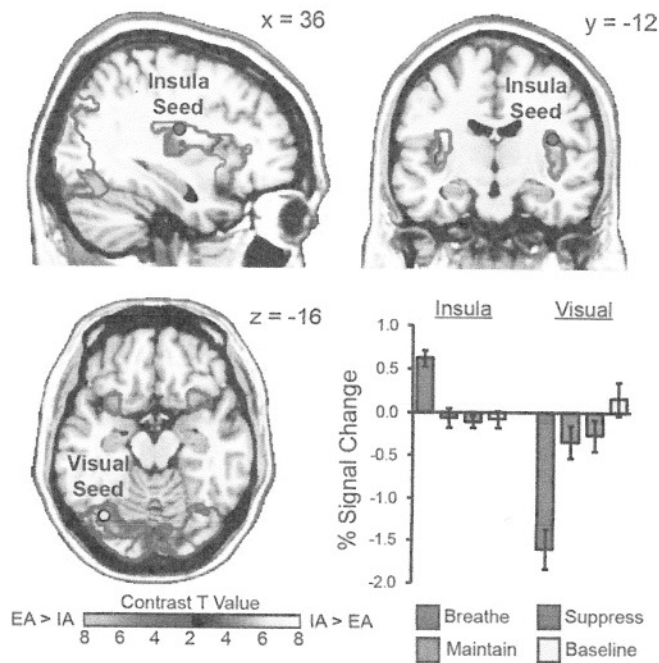 x = 36
Insula
Seed
y = -12
Insula
Seed
z = -16
Visual
Seed
Contrast T Value
EA > IA
IA > EA
8 6 4 2 2 4 6 8
Insula Visual
1.0
0.5
0.0
-0.5
-1.0
-1.5
-2.0
% Signal Change
Breathe Suppress
Maintain Baseline